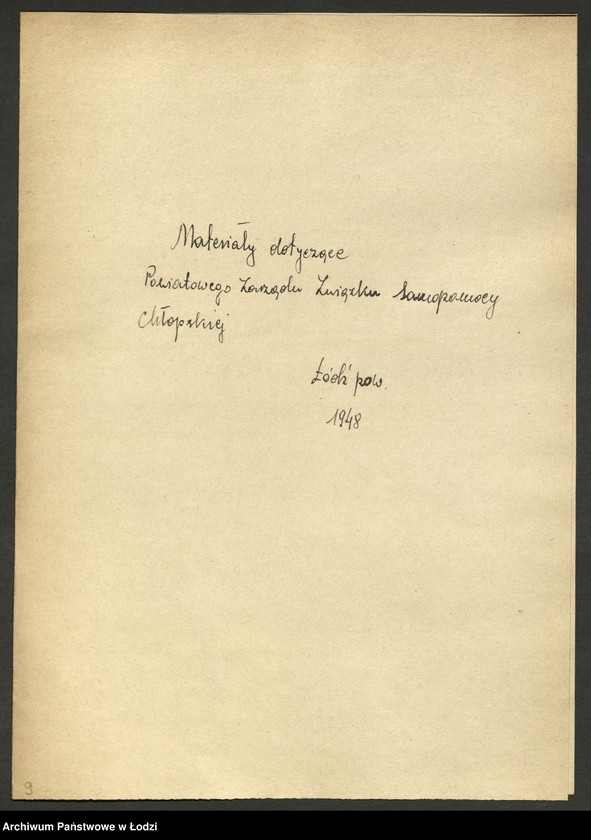 Materiały dotyczące
Powiatowego Zarządu Związku Samopomocy
Chłopskiej
Łódź pow.
1948
9
Archiwum Państwowe w Łodzi